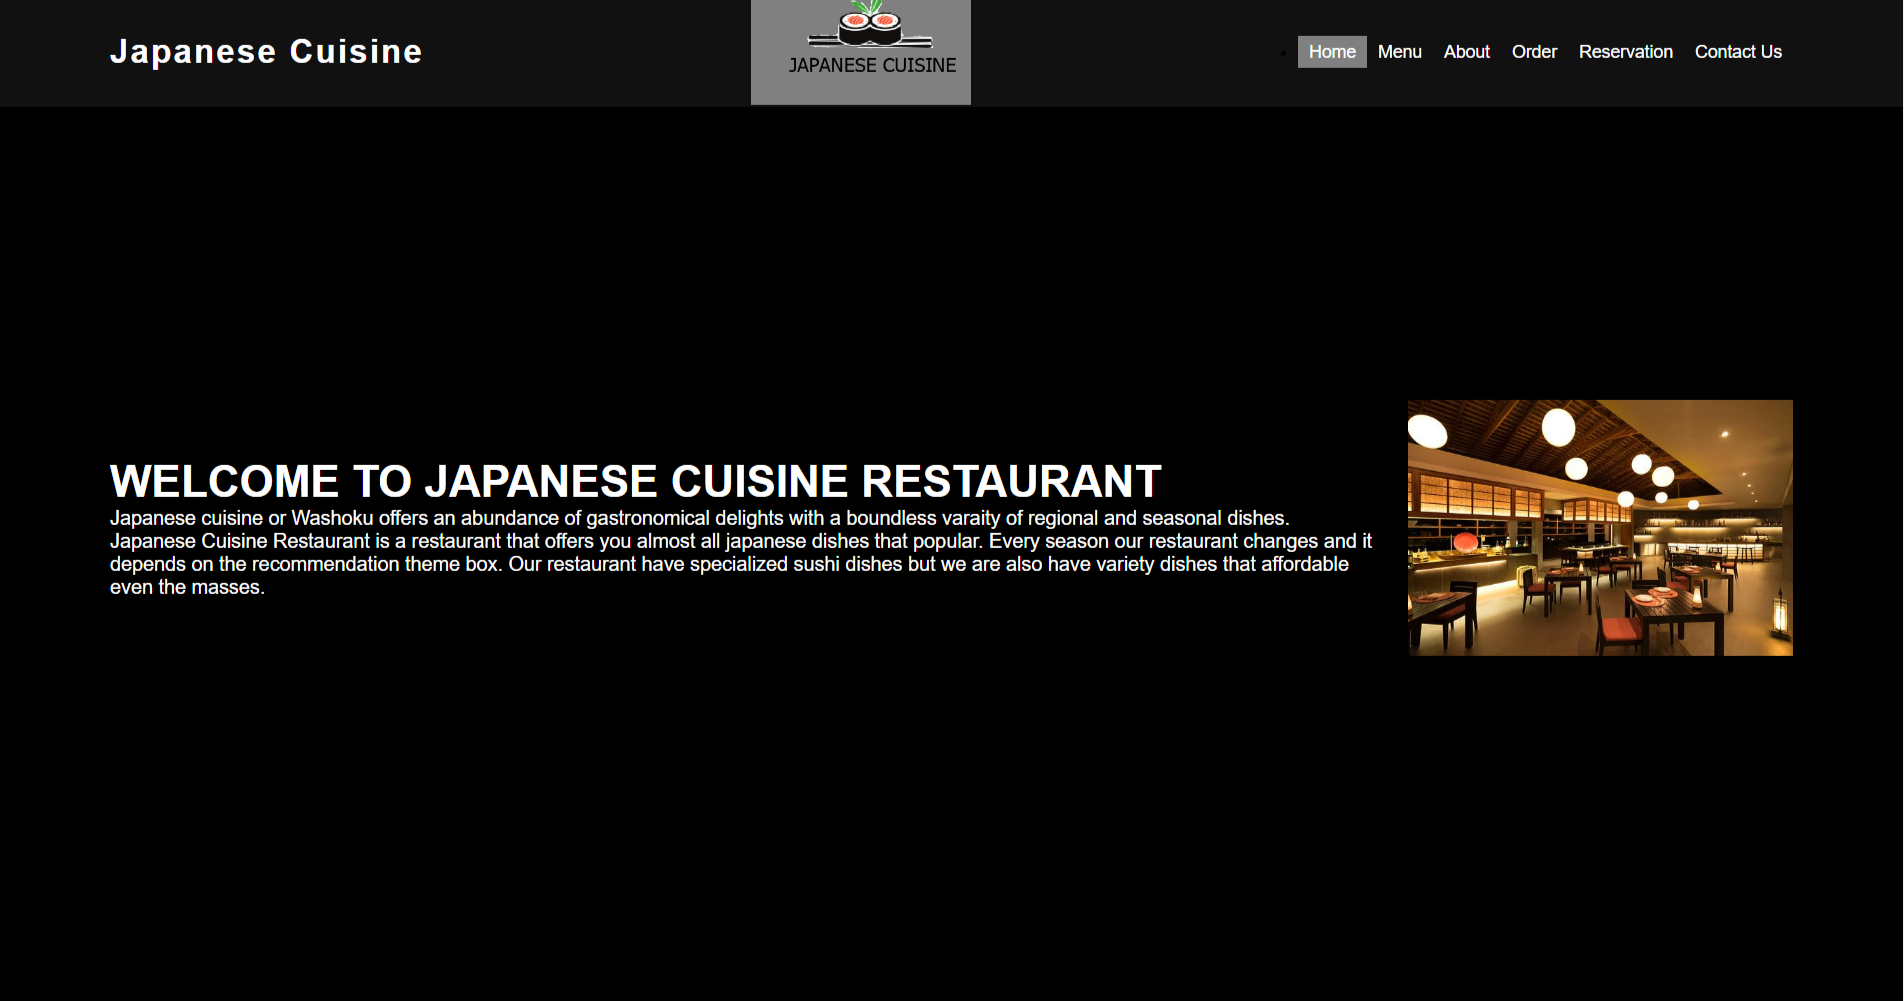 Japanese Cuisine
JAPANESE CUISINE
Home Menu About Order Reservation Contact Us
WELCOME TO JAPANESE CUISINE RESTAURANT
Japanese cuisine or Washoku offers an abundance of gastronomical delights with a boundless varaity of regional and seasonal dishes.
Japanese Cuisine Restaurant is a restaurant that offers you almost all japanese dishes that popular. Every season our restaurant changes and it
depends on the recommendation theme box. Our restaurant have specialized sushi dishes but we are also have variety dishes that affordable
even the masses.